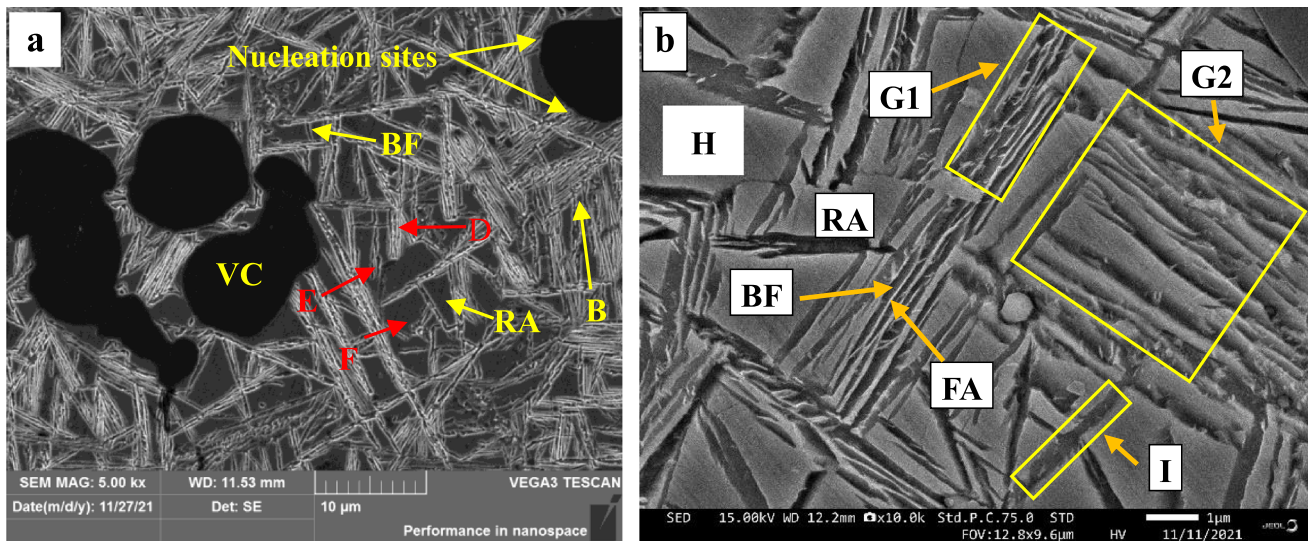 a
Nucleation sites
BF
D
VC
E
RA
B
F
SEM MAG: 5.00 kx WD: 11.53 mm VEGA3 TESCAN
Date(m/d/y): 11/27/21 Det: SE 10 µm
Performance in nanospace
b
G1
G2
H
RA
BF
FA
I
SED 15.00kV WD 12.2mm x10.0k Std.P.C.75.0 STD 1µm
FOV:12.8x9.6µm HV 11/11/2021
JEOL